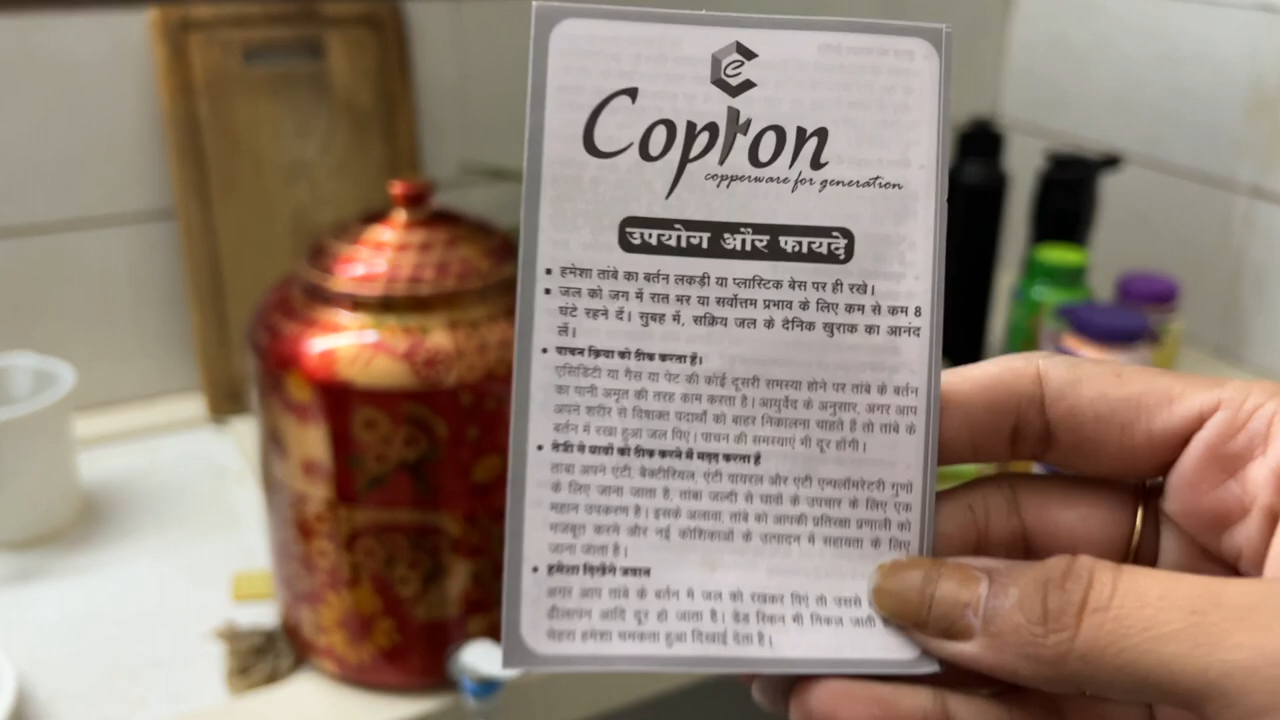 e
Copron
copperware for generation
उपयोग और फायदे
▪ हमेशा तांबे का बर्तन लकड़ी या प्लास्टिक बेस पर ही रखे।
▪ जल को जग में रात भर या सर्वोत्तम प्रभाव के लिए कम से कम 8
घंटे रहने दें। सुबह में, सक्रिय जल के दैनिक खुराक का आनंद
लें।
• पाचन क्रिया को ठीक करता हैं।
एसिडिटी या गैस या पेट की कोई दूसरी समस्या होने पर तांबे के बर्तन
का पानी अमृत की तरह काम करता है। आयुर्वेद के अनुसार, अगर आप
अपने शरीर से विषाक्त पदार्थों को बाहर निकालना चाहते हैं तो तांबे के
बर्तन में रखा हुआ जल पिए। पाचन की समस्याएं भी दूर होंगी।
• तेजी से घावों को ठीक करने में मदद करता है
तांबा अपने एंटी, बैक्टीरियल, एंटी वायरल और एंटी एन्फ्लॉमरेटरी गुणों
के लिए जाना जाता है, तांबा जल्दी से घावों के उपचार के लिए एक
महान उपकरण है। इसके अलावा, तांबे को आपकी प्रतिरक्षा प्रणाली को
मजबूत करने और नई कोशिकाओं के उत्पादन में सहायता के लिए
जाना जाता है।
• हमेशा दिखेंगे जवान
अगर आप तांबे के बर्तन में जल को रखकर पिएं तो उससे
ढीलापन आदि दूर हो जाता है। डेड स्किन भी निकल जाती
चेहरा हमेशा चमकता हुआ दिखाई देता है।